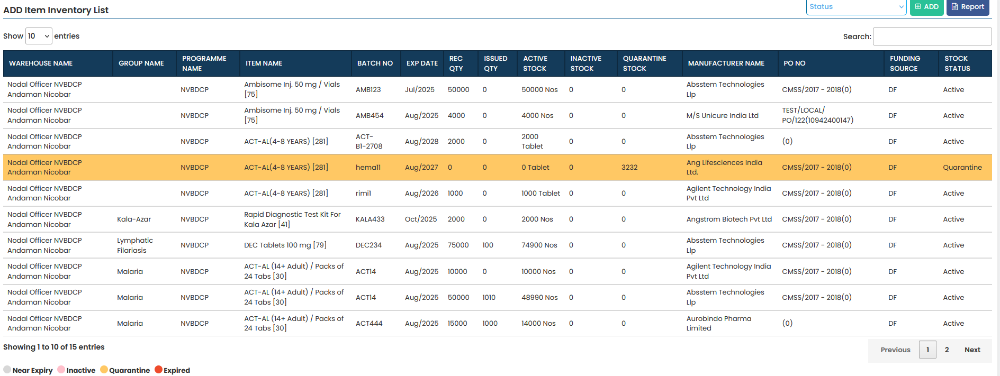 ADD Item Inventory List
Status
ADD
Report
Show 10 entries
Search:
WAREHOUSE NAME GROUP NAME PROGRAMME NAME ITEM NAME BATCH NO EXP DATE REC QTY ISSUED QTY ACTIVE STOCK INACTIVE STOCK QUARANTINE STOCK MANUFACTURER NAME PO NO FUNDING SOURCE STOCK STATUS
Nodal Officer NVBDCP Andaman Nicobar NVBDCP Ambisome Inj. 50 mg / Vials [75] AMB123 Jul/2025 50000 0 50000 Nos 0 0 Absstem Technologies Llp CMSS/2017 - 2018(0) DF Active
Nodal Officer NVBDCP Andaman Nicobar NVBDCP Ambisome Inj. 50 mg / Vials [75] AMB454 Aug/2025 4000 0 4000 Nos 0 0 M/S Unicure India Ltd TEST/LOCAL/PO/122(10942400147) DF Active
Nodal Officer NVBDCP Andaman Nicobar NVBDCP ACT-AL(4-8 YEARS) [281] ACT-B1-2708 Aug/2028 2000 0 2000 Tablet 0 0 Absstem Technologies Llp (0) DF Active
Nodal Officer NVBDCP Andaman Nicobar NVBDCP ACT-AL(4-8 YEARS) [281] hema11 Aug/2027 0 0 0 Tablet 0 3232 Ang Lifesciences India Ltd. CMSS/2017 - 2018(0) DF Quarantine
Nodal Officer NVBDCP Andaman Nicobar NVBDCP ACT-AL(4-8 YEARS) [281] rimi1 Aug/2026 1000 0 1000 Tablet 0 0 Agilent Technology India Pvt Ltd CMSS/2017 - 2018(0) DF Active
Nodal Officer NVBDCP Andaman Nicobar Kala-Azar NVBDCP Rapid Diagnostic Test Kit For Kala Azar [41] KALA433 Oct/2025 2000 0 2000 Nos 0 0 Angstrom Biotech Pvt Ltd CMSS/2017 - 2018(0) DF Active
Nodal Officer NVBDCP Andaman Nicobar Lymphatic Filariasis NVBDCP DEC Tablets 100 mg [79] DEC234 Aug/2025 75000 100 74900 Nos 0 0 Absstem Technologies Llp CMSS/2017 - 2018(0) DF Active
Nodal Officer NVBDCP Andaman Nicobar Malaria NVBDCP ACT-AL (14+ Adult) / Packs of 24 Tabs [30] ACT14 Aug/2025 10000 0 10000 Nos 0 0 Agilent Technology India Pvt Ltd CMSS/2017 - 2018(0) DF Active
Nodal Officer NVBDCP Andaman Nicobar Malaria NVBDCP ACT-AL (14+ Adult) / Packs of 24 Tabs [30] ACT14 Aug/2025 50000 1010 48990 Nos 0 0 Absstem Technologies Llp CMSS/2017 - 2018(0) DF Active
Nodal Officer NVBDCP Andaman Nicobar Malaria NVBDCP ACT-AL (14+ Adult) / Packs of 24 Tabs [30] ACT444 Aug/2025 15000 1000 14000 Nos 0 0 Aurobindo Pharma Limited (0) DF Active
Showing 1 to 10 of 15 entries
Previous 1 2 Next
Near Expiry Inactive Quarantine Expired